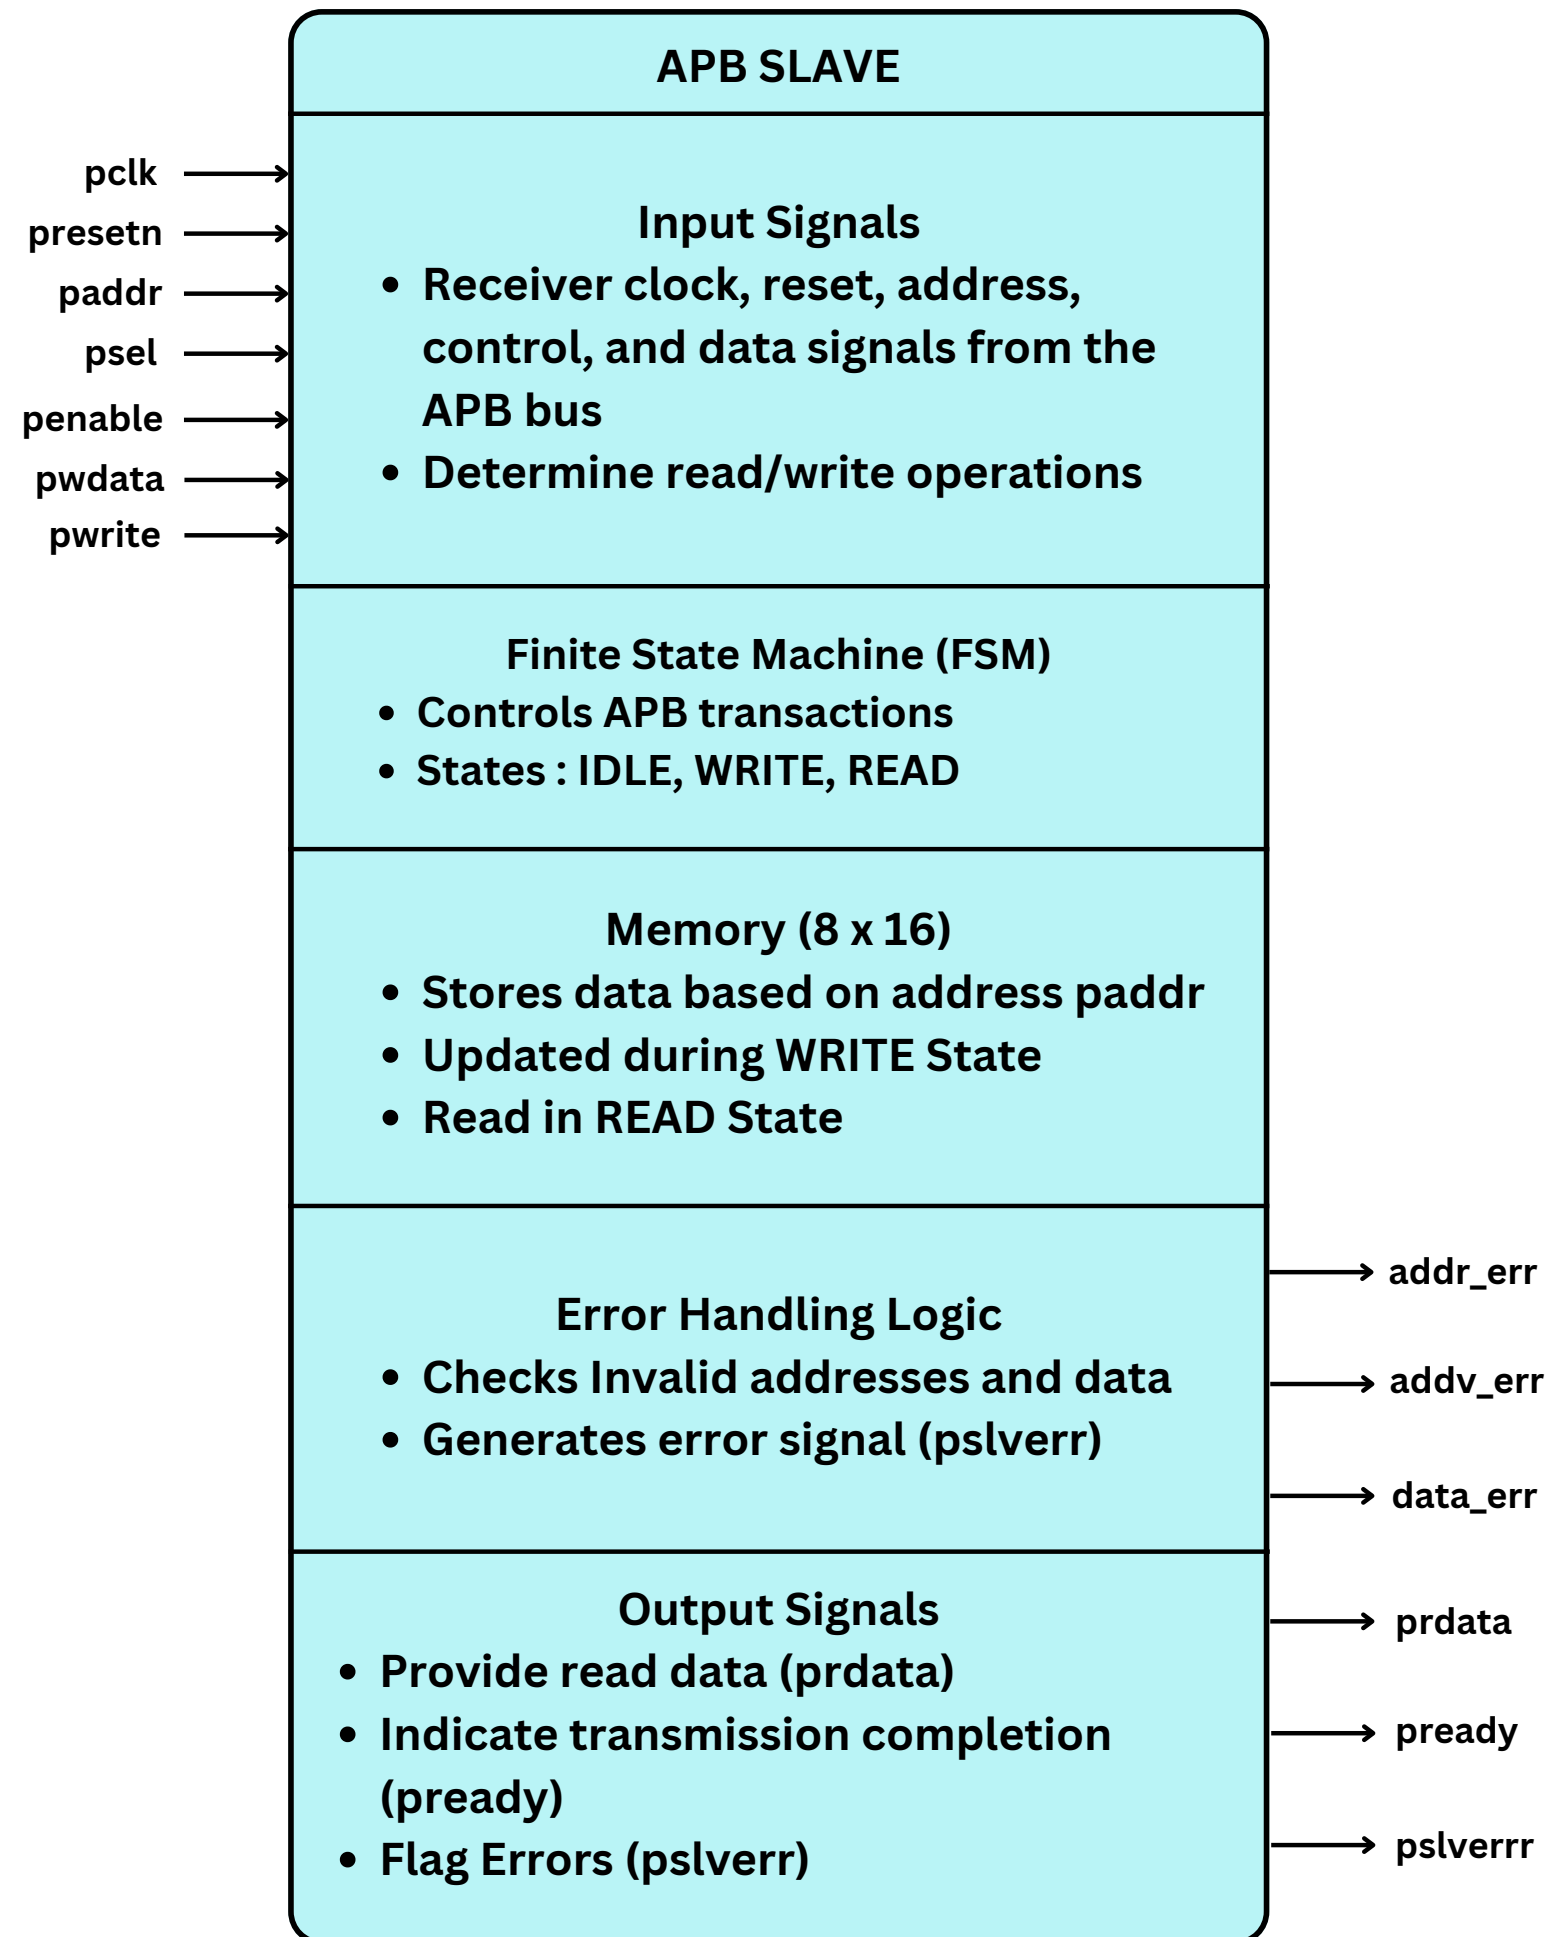 APB SLAVE
pclk
presetn
paddr
psel
penable
pwdata
pwrite
Input Signals
• Receiver clock, reset, address,
control, and data signals from the
APB bus
• Determine read/write operations
Finite State Machine (FSM)
• Controls APB transactions
• States : IDLE, WRITE, READ
Memory (8 x 16)
• Stores data based on address paddr
• Updated during WRITE State
• Read in READ State
Error Handling Logic
• Checks Invalid addresses and data
• Generates error signal (pslverr)
addr_err
addv_err
data_err
Output Signals
• Provide read data (prdata)
• Indicate transmission completion
(pready)
• Flag Errors (pslverr)
prdata
pready
pslverrr